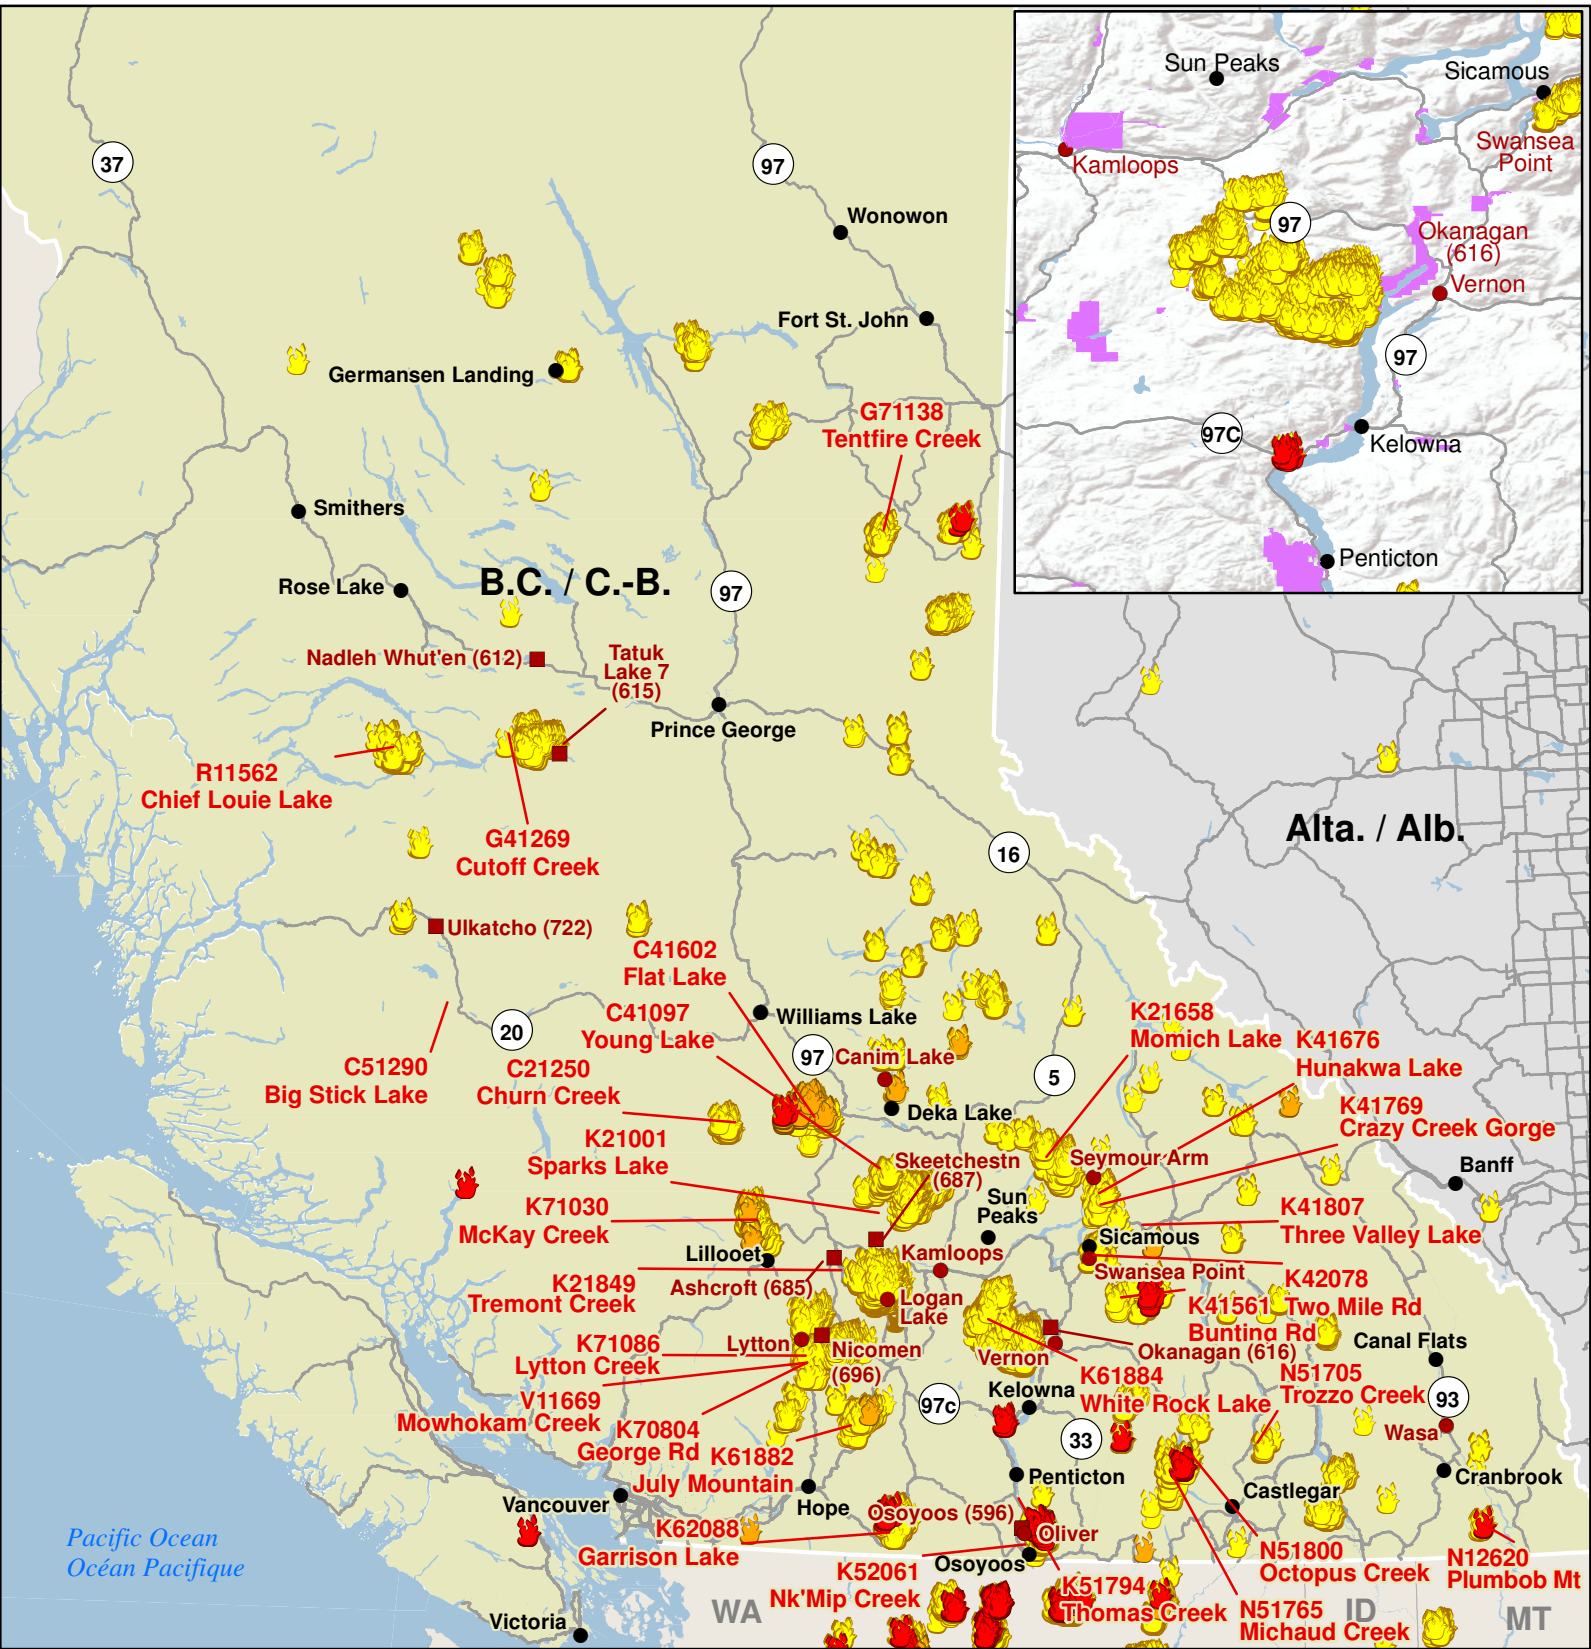 37
97
Wonowon
Fort St. John
Germansen Landing
G71138
Tentfire Creek
Smithers
Rose Lake
B.C. / C.-B.
97
Nadleh Whut'en (612)
Tatuk
Lake 7
(615)
Prince George
R11562
Chief Louie Lake
G41269
Cutoff Creek
16
Alta. / Alb.
Ulkatcho (722)
C41602
Flat Lake
C41097
Young Lake
Williams Lake
20
97
Canim Lake
C51290
Big Stick Lake
C21250
Churn Creek
Deka Lake
5
K21658
Momich Lake
K41676
Hunakwa Lake
K41769
Crazy Creek Gorge
Banff
K21001
Sparks Lake
Skeetchestn
(687)
Seymour Arm
Sun
Peaks
K71030
McKay Creek
K41807
Three Valley Lake
Lillooet
Sicamous
Kamloops
Swansea Point
K21849
Tremont Creek
Ashcroft (685)
Logan
Lake
K42078
Two Mile Rd
K41561
Bunting Rd
Canal Flats
K71086
Lytton Creek
Lytton
Nicomen
(696)
Vernon
Okanagan (616)
K61884
White Rock Lake
N51705
Trozzo Creek
V11669
Mowhokam Creek
Kelowna
97c
93
Wasa
K70804
George Rd
K61882
July Mountain
33
Penticton
Castlegar
Cranbrook
Hope
Vancouver
Osoyoos (596)
Oliver
K62088
Garrison Lake
Osoyoos
K52061
Nk'Mip Creek
K51794
Thomas Creek
N51800
Octopus Creek
N51765
Michaud Creek
N12620
Plumbob Mt
Pacific Ocean
Océan Pacifique
Victoria
WA
ID
MT
Sun Peaks
Sicamous
Swansea
Point
Kamloops
97
Okanagan
(616)
Vernon
97
97C
Kelowna
Penticton